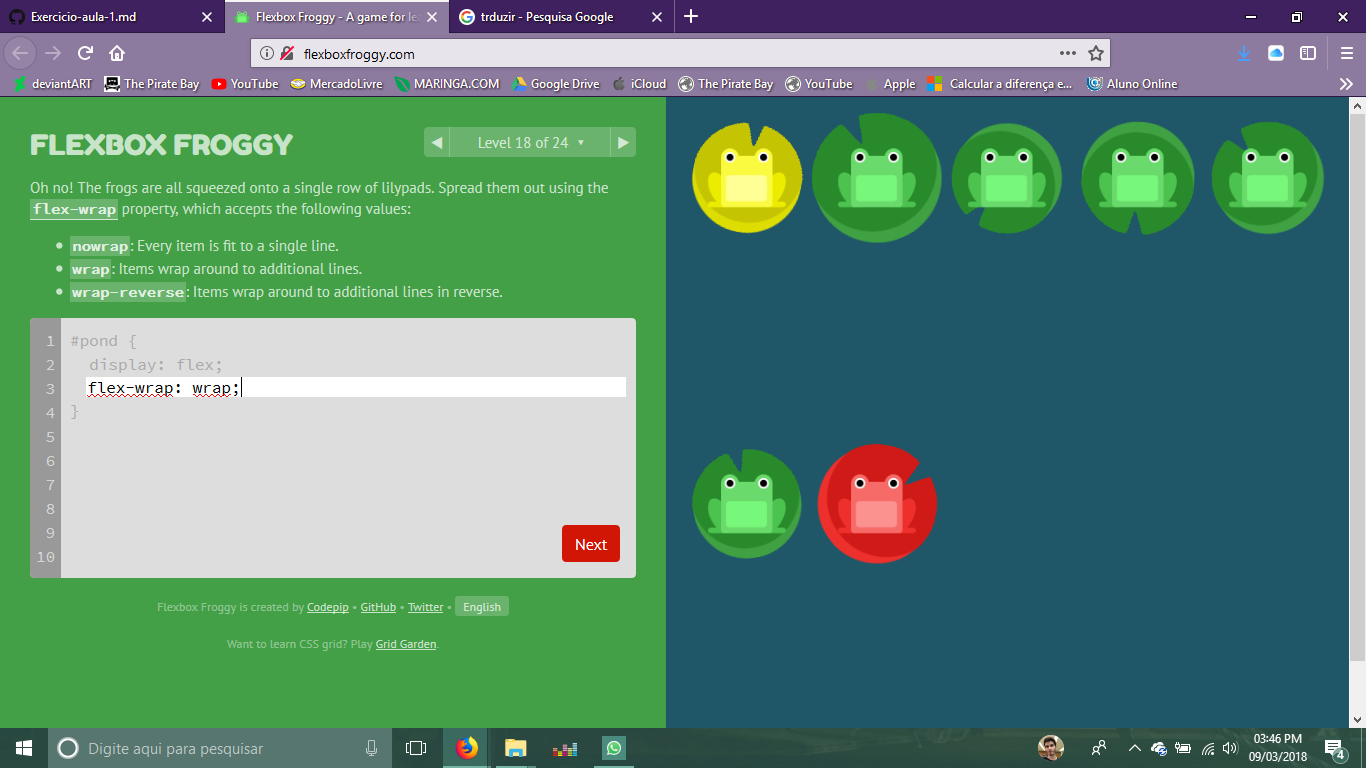 Exercicio-aula-1.md
Flexbox Froggy - A game for le
trduzir - Pesquisa Google
flexboxfroggy.com
deviantART
The Pirate Bay
YouTube
MercadoLivre
MARINGA.COM
Google Drive
iCloud
The Pirate Bay
YouTube
Apple
Calcular a diferença e...
Aluno Online
FLEXBOX FROGGY
Level 18 of 24
Oh no! The frogs are all squeezed onto a single row of lilypads. Spread them out using the
flex-wrap property, which accepts the following values:
• nowrap: Every item is fit to a single line.
• wrap: Items wrap around to additional lines.
• wrap-reverse: Items wrap around to additional lines in reverse.
1 #pond {
2 display: flex;
3 flex-wrap: wrap;
4 }
5
6
7
8
9
10
Next
Flexbox Froggy is created by Codepip • GitHub • Twitter • English
Want to learn CSS grid? Play Grid Garden.
Digite aqui para pesquisar
03:46 PM
09/03/2018
4